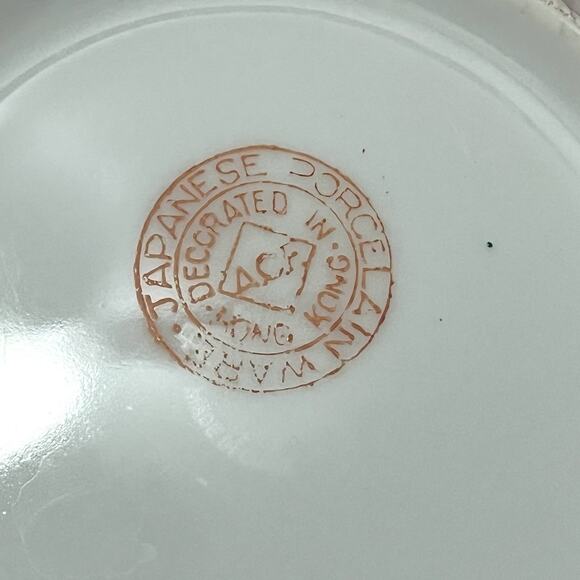 JAPANESE PORCELAIN WARE
DECORATED IN HONG KONG
ACF